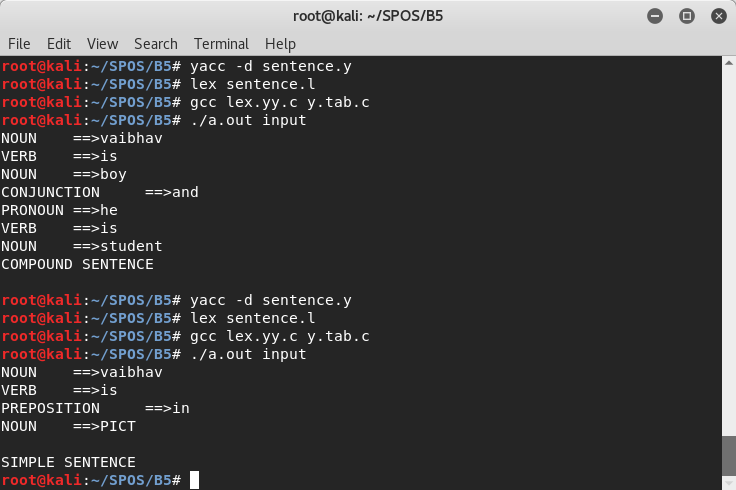 root@kali: ~/SPOS/B5
File Edit View Search Terminal Help
root@kali:~/SPOS/B5# yacc -d sentence.y
root@kali:~/SPOS/B5# lex sentence.l
root@kali:~/SPOS/B5# gcc lex.yy.c y.tab.c
root@kali:~/SPOS/B5# ./a.out input
NOUN    ==>vaibhav
VERB    ==>is
NOUN    ==>boy
CONJUNCTION     ==>and
PRONOUN ==>he
VERB    ==>is
NOUN    ==>student
COMPOUND SENTENCE
root@kali:~/SPOS/B5# yacc -d sentence.y
root@kali:~/SPOS/B5# lex sentence.l
root@kali:~/SPOS/B5# gcc lex.yy.c y.tab.c
root@kali:~/SPOS/B5# ./a.out input
NOUN    ==>vaibhav
VERB    ==>is
PREPOSITION     ==>in
NOUN    ==>PICT
SIMPLE SENTENCE
root@kali:~/SPOS/B5#